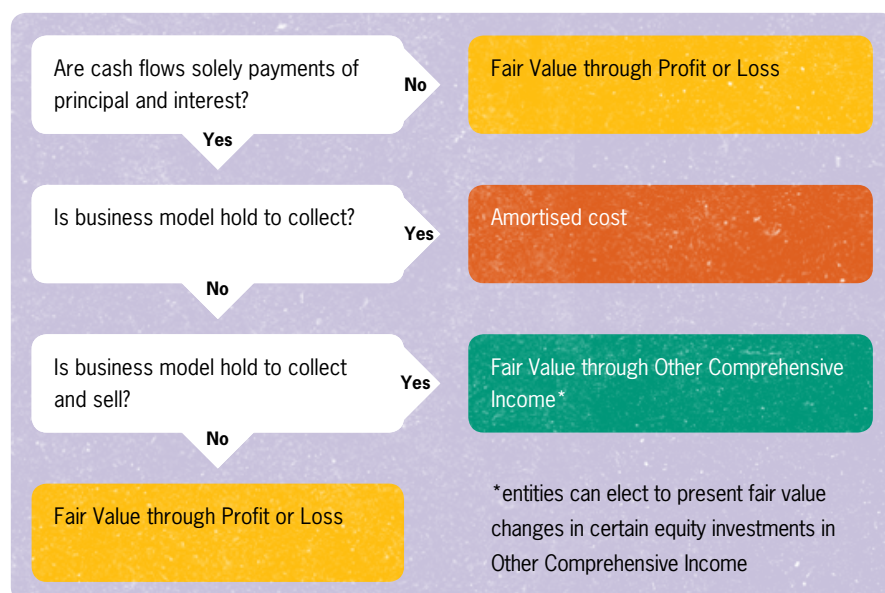 Are cash flows solely payments of
principal and interest?
No
Fair Value through Profit or Loss
Yes
Is business model hold to collect?
Yes
Amortised cost
No
Is business model hold to collect
and sell?
Yes
Fair Value through Other Comprehensive
Income*
No
Fair Value through Profit or Loss
*entities can elect to present fair value
changes in certain equity investments in
Other Comprehensive Income